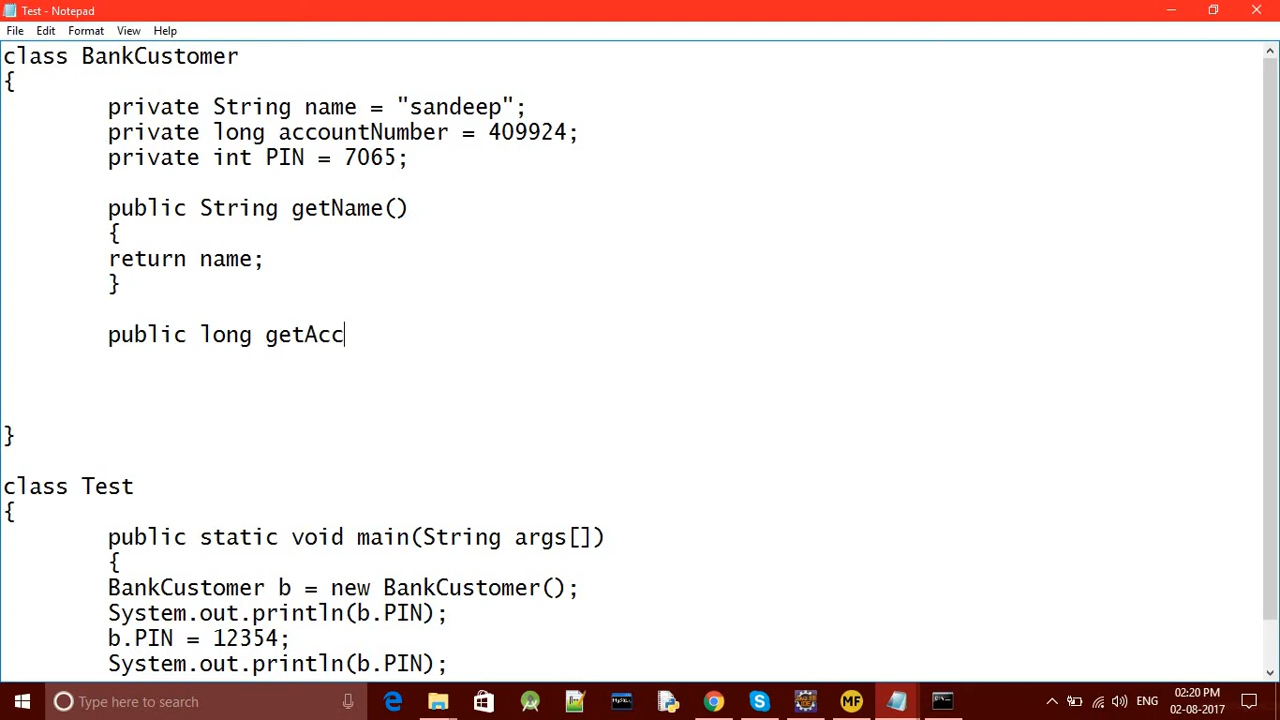 Test - Notepad
File Edit Format View Help
class BankCustomer
{
private String name = "sandeep";
private long accountNumber = 409924;
private int PIN = 7065;
public String getName()
{
return name;
}
public long getAcc
}
class Test
{
public static void main(String args[])
{
BankCustomer b = new BankCustomer();
System.out.println(b.PIN);
b.PIN = 12354;
System.out.println(b.PIN);
Type here to search
ENG
02:20 PM
02-08-2017